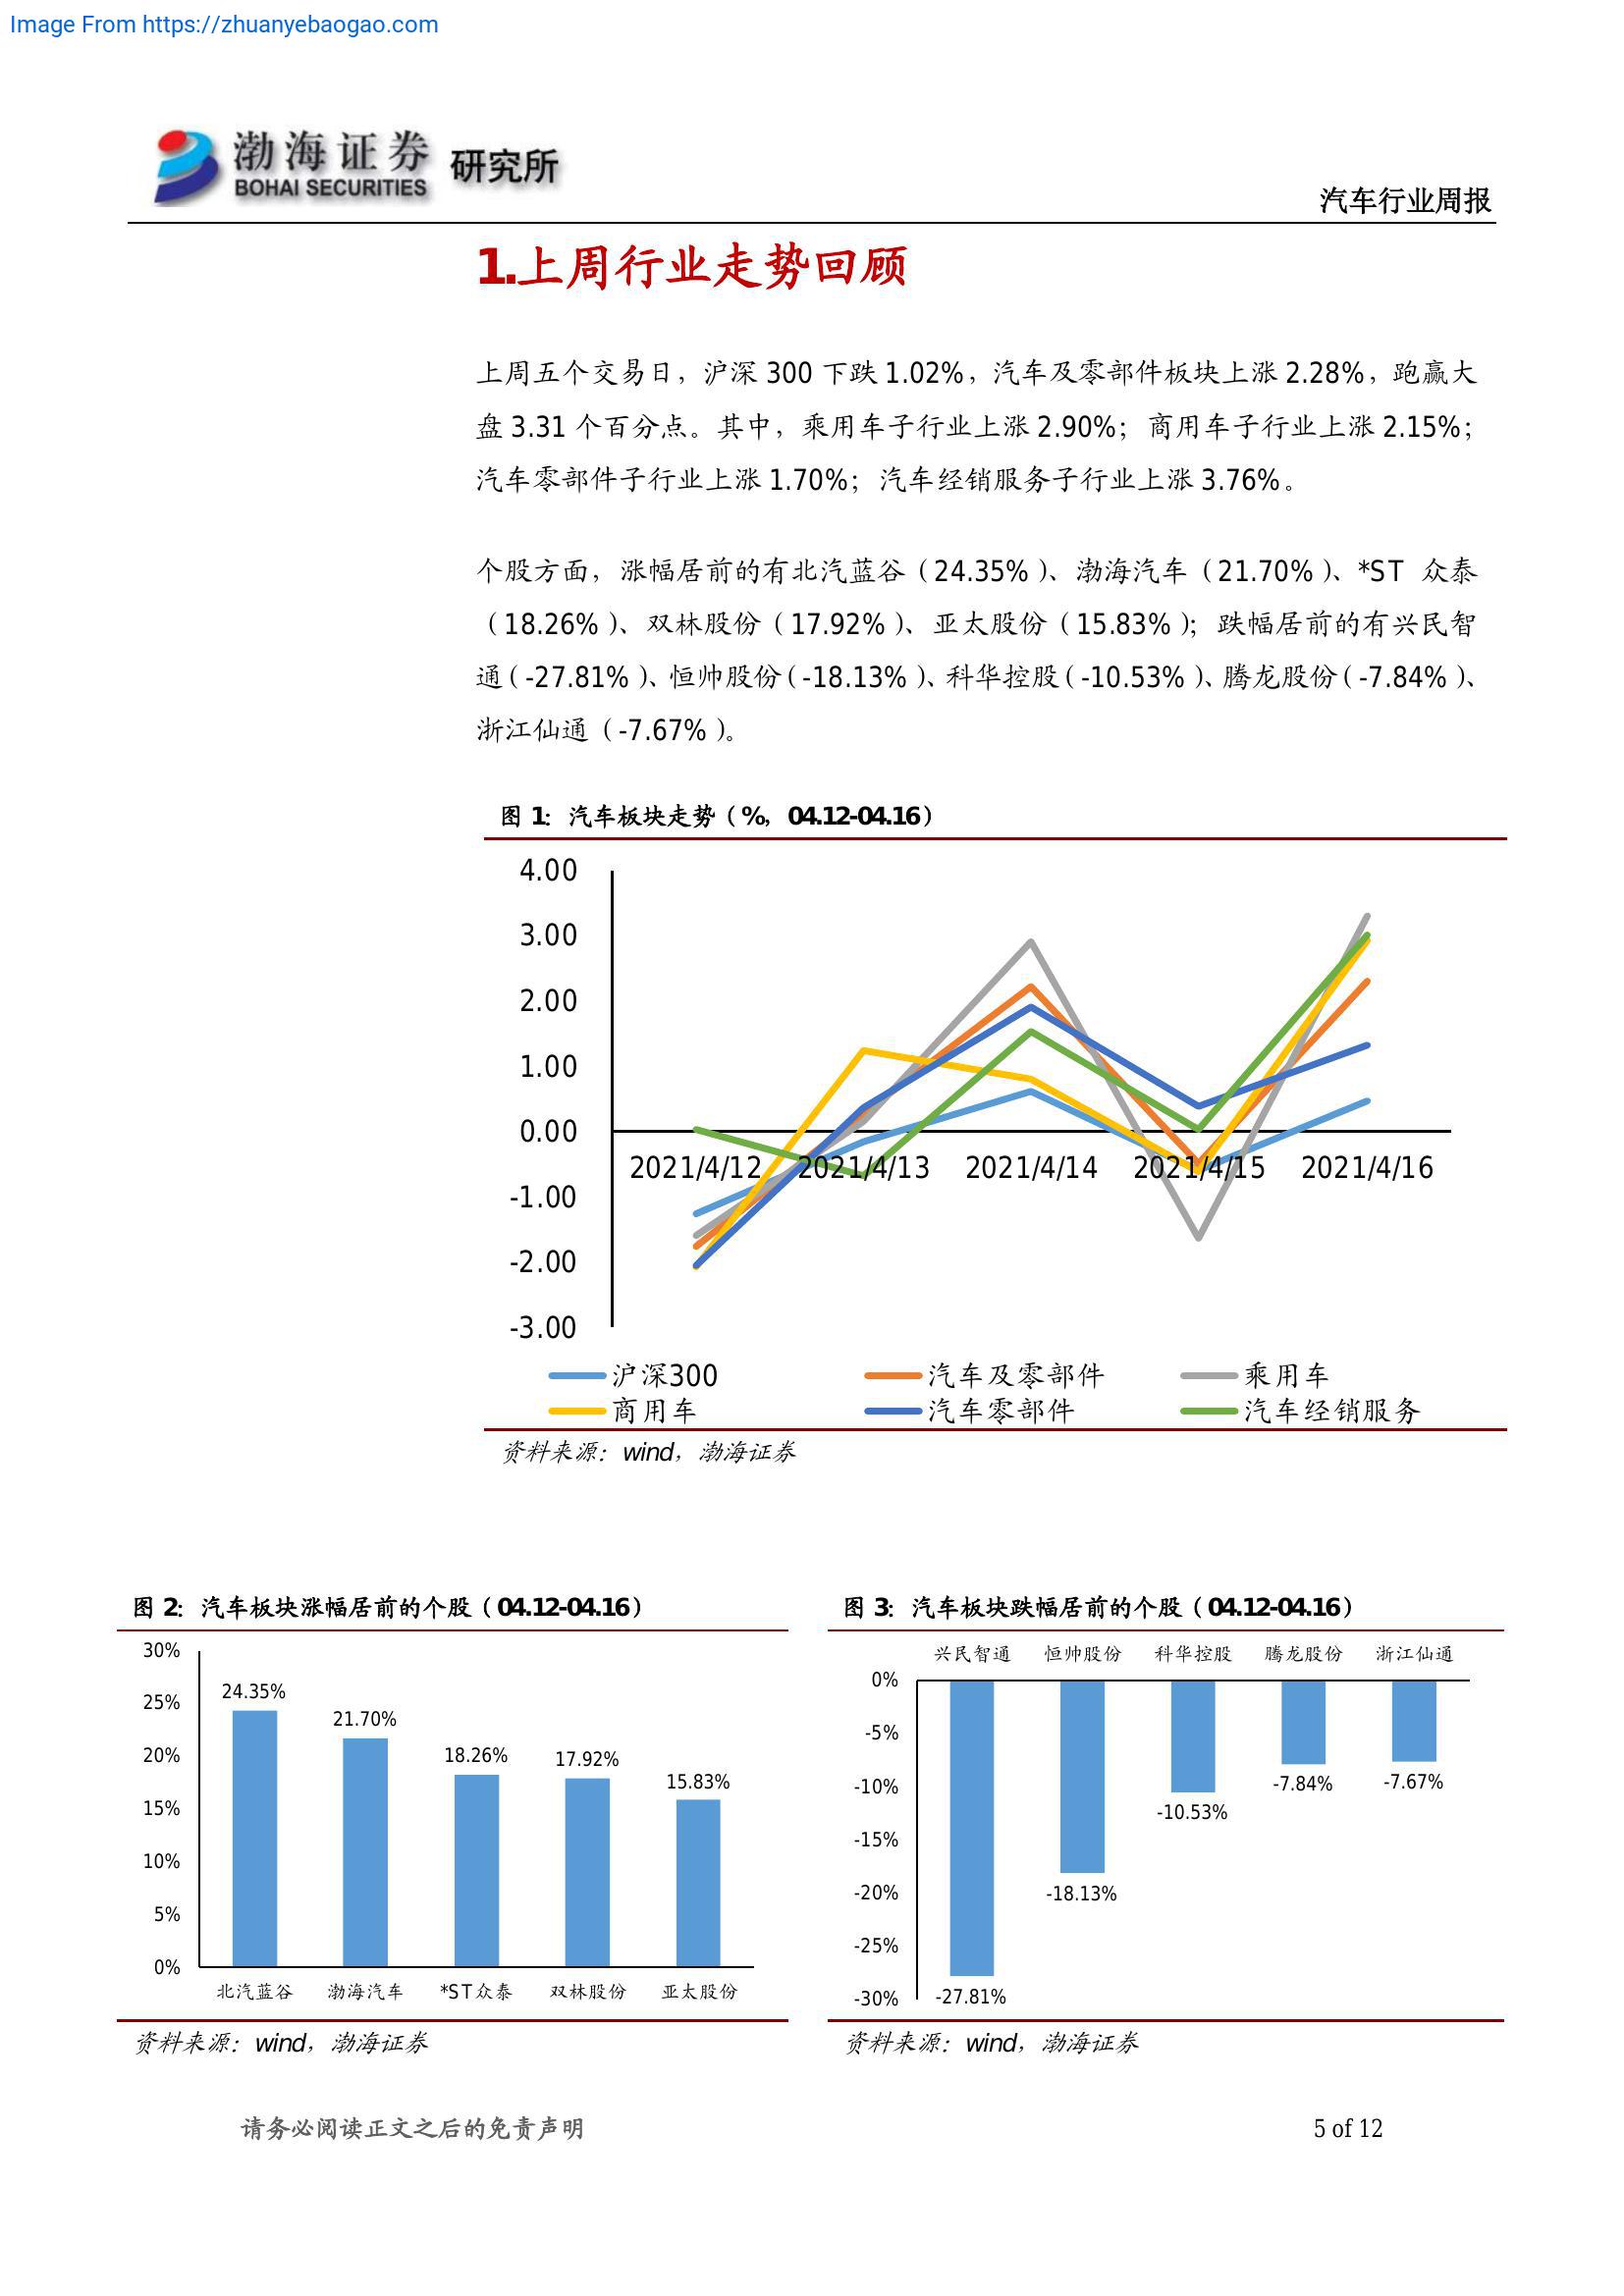 Image From https://zhuanyebaogao.com
渤海证券 研究所
BOHAI SECURITIES
汽车行业周报
1.上周行业走势回顾
上周五个交易日，沪深 300 下跌 1.02%，汽车及零部件板块上涨 2.28%，跑赢大
盘 3.31 个百分点。其中，乘用车子行业上涨 2.90%；商用车子行业上涨 2.15%；
汽车零部件子行业上涨 1.70%；汽车经销服务子行业上涨 3.76%。
个股方面，涨幅居前的有北汽蓝谷（24.35%）、渤海汽车（21.70%）、*ST 众泰
（18.26%）、双林股份（17.92%）、亚太股份（15.83%）；跌幅居前的有兴民智
通（-27.81%）、恒帅股份（-18.13%）、科华控股（-10.53%）、腾龙股份（-7.84%）、
浙江仙通（-7.67%）。
图 1：汽车板块走势（%，04.12-04.16）
4.00
3.00
2.00
1.00
0.00
2021/4/12 2021/4/13 2021/4/14 2021/4/15 2021/4/16
-1.00
-2.00
-3.00
沪深300 汽车及零部件 乘用车
商用车 汽车零部件 汽车经销服务
资料来源：wind，渤海证券
图 2：汽车板块涨幅居前的个股（04.12-04.16）
30%
25%
20%
15%
10%
5%
0%
24.35%
21.70%
18.26%
17.92%
15.83%
北汽蓝谷 渤海汽车 *ST众泰 双林股份 亚太股份
资料来源：wind，渤海证券
图 3：汽车板块跌幅居前的个股（04.12-04.16）
兴民智通 恒帅股份 科华控股 腾龙股份 浙江仙通
0%
-5%
-10%
-15%
-20%
-25%
-30%
-27.81%
-18.13%
-10.53%
-7.84%
-7.67%
资料来源：wind，渤海证券
请务必阅读正文之后的免责声明
5 of 12